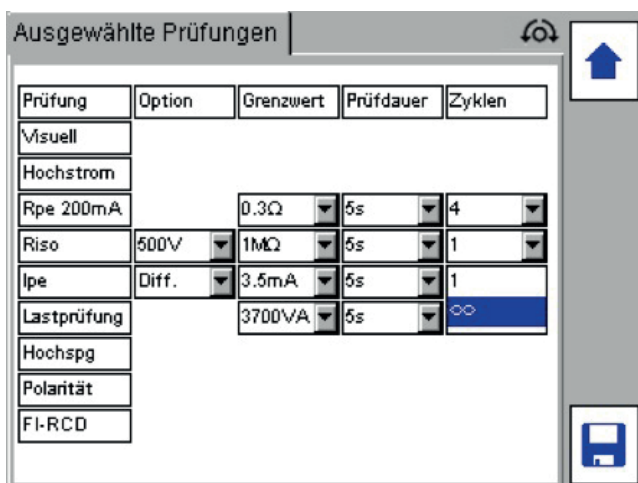 Ausgewählte Prüfungen
Prüfung Option Grenzwert Prüfdauer Zyklen
Visuell
Hochstrom
Rpe 200mA 0.3Ω 5s 4
Riso 500V 1MΩ 5s 1
Ipe Diff. 3.5mA 5s 1
Lastprüfung 3700VA 5s ∞
Hochspg
Polarität
FI-RCD